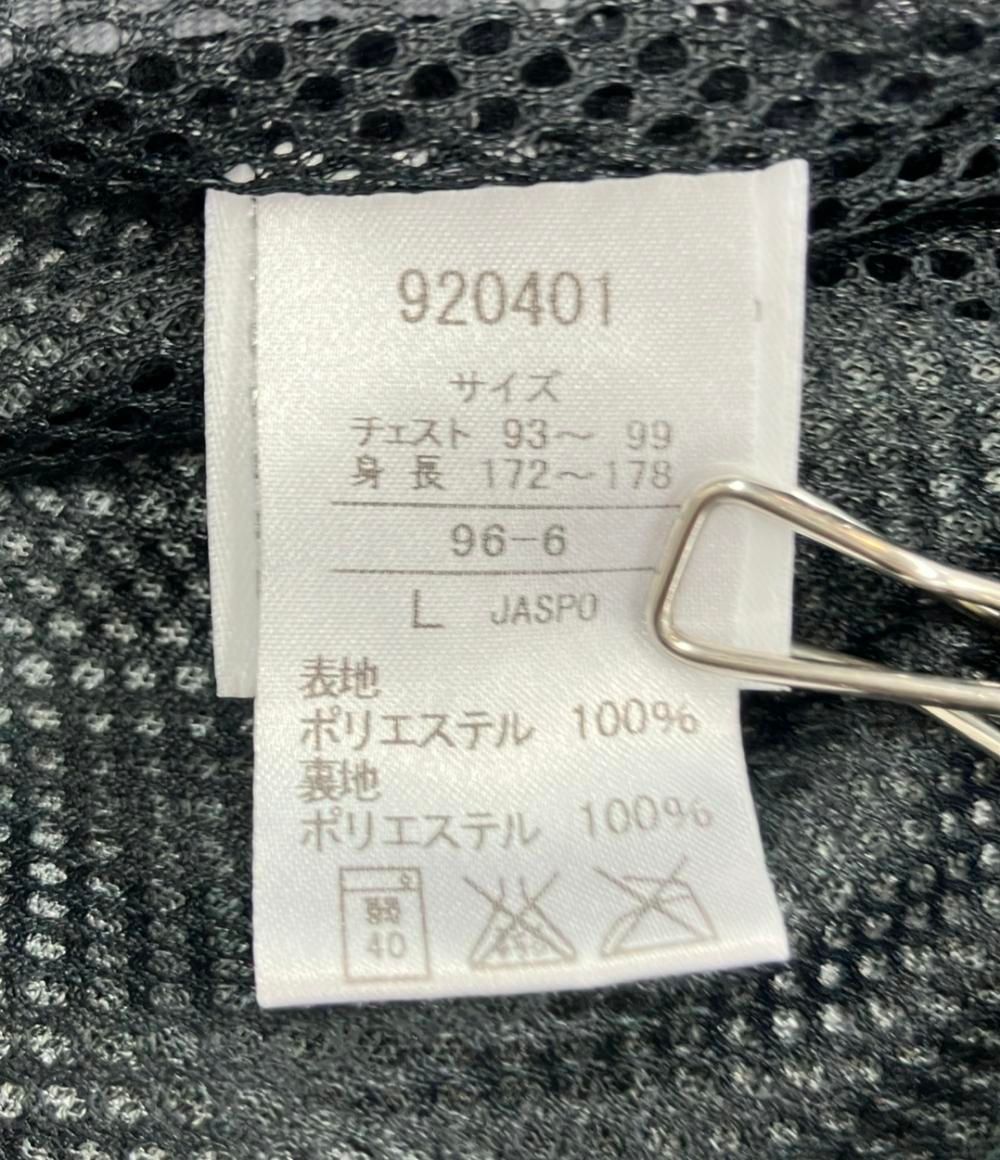 920401
サイズ
チェスト 93～ 99
身長 172～178
96-6
L JASPO
表地
ポリエステル 100%
裏地
ポリエステル 100%
40